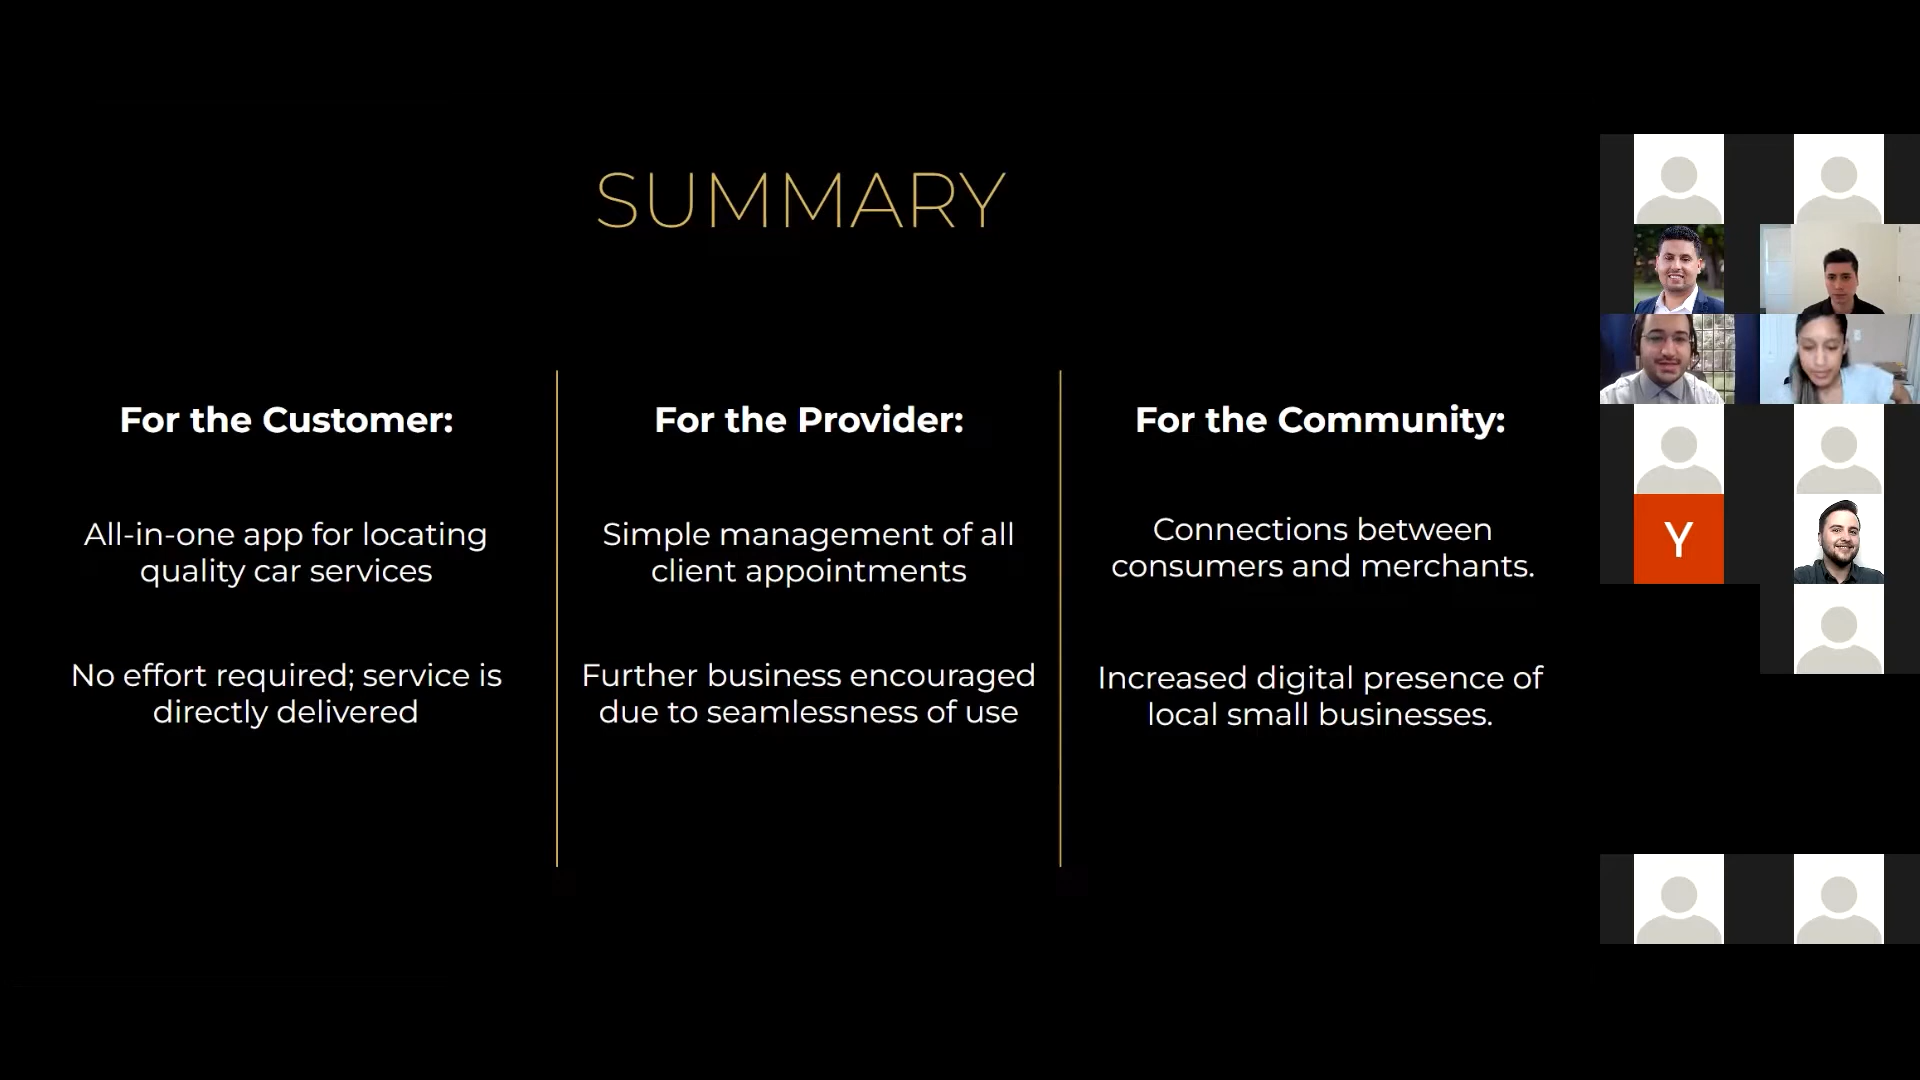 SUMMARY
For the Customer:
All-in-one app for locating
quality car services
No effort required; service is
directly delivered
For the Provider:
Simple management of all
client appointments
Further business encouraged
due to seamlessness of use
For the Community:
Connections between
consumers and merchants.
Increased digital presence of
local small businesses.
Y